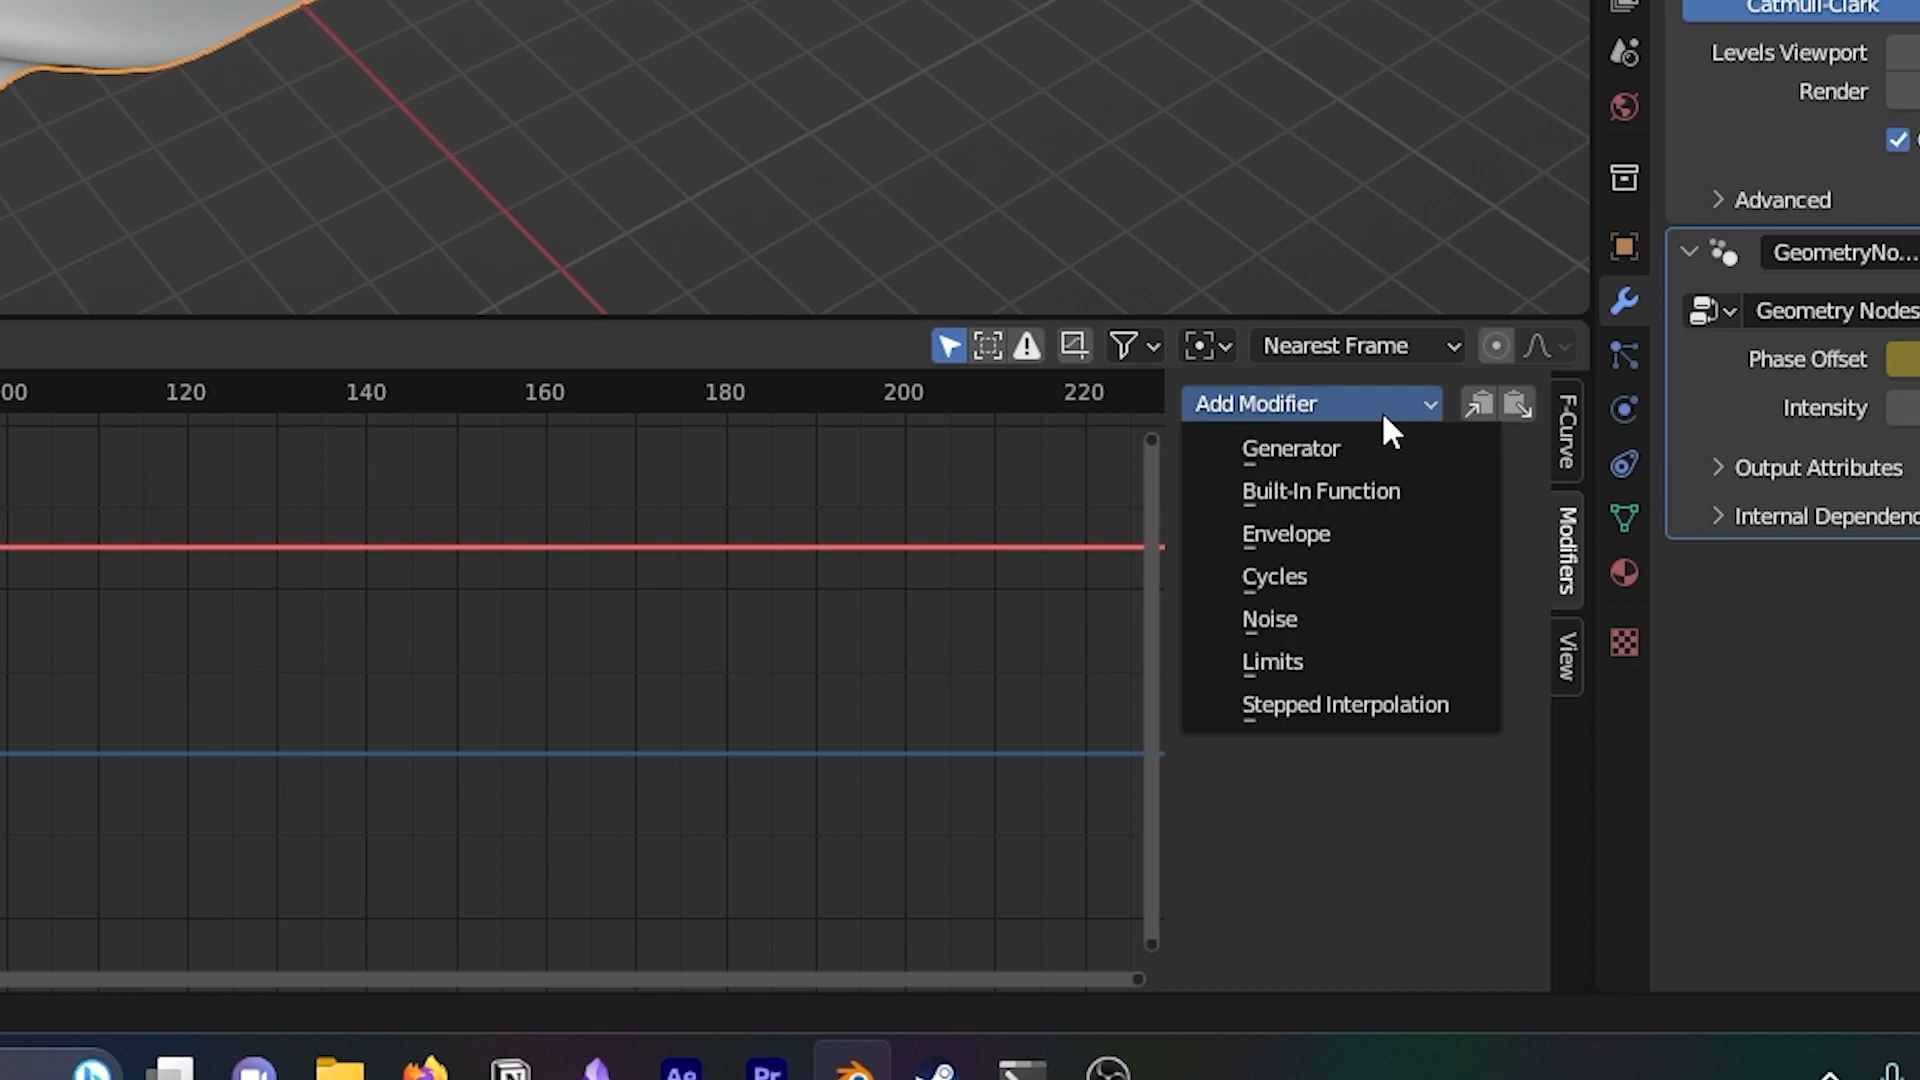 Catmull-Clark
Levels Viewport
Render
Advanced
GeometryNo...
Geometry Nodes
Phase Offset
Intensity
Output Attributes
Internal Dependenc
Nearest Frame
00 120 140 160 180 200 220
Add Modifier
Generator
Built-In Function
Envelope
Cycles
Noise
Limits
Stepped Interpolation
F-Curve
Modifiers
View
Ae
Pr